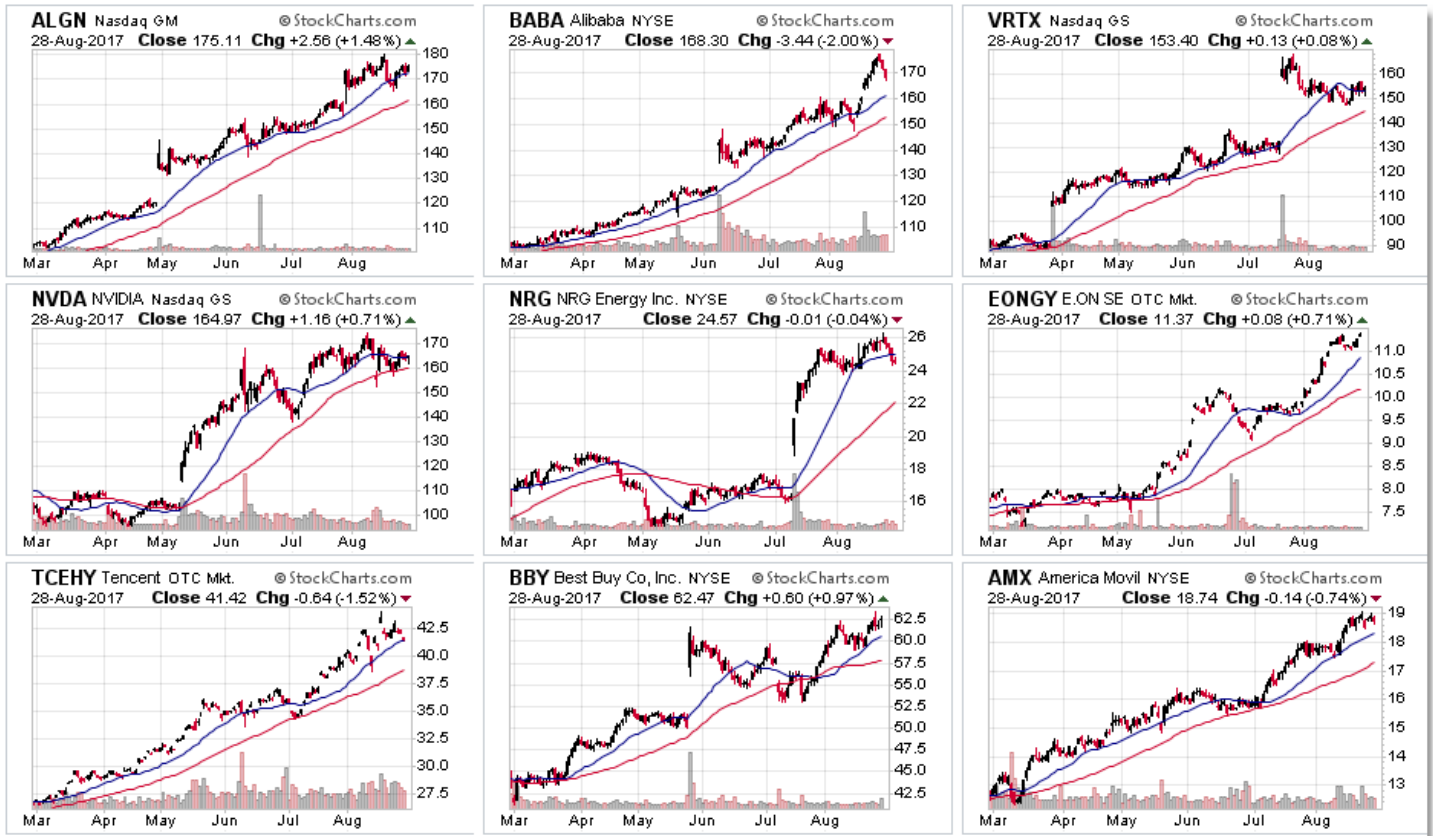 ALGN Nasdaq GM © StockCharts.com
28-Aug-2017 Close 175.11 Chg +2.56 (+1.48%)
180
170
160
150
140
130
120
110
Mar Apr May Jun Jul Aug
BABA Alibaba NYSE © StockCharts.com
28-Aug-2017 Close 168.30 Chg -3.44 (-2.00%)
170
160
150
140
130
120
110
Mar Apr May Jun Jul Aug
VRTX Nasdaq GS © StockCharts.com
28-Aug-2017 Close 153.40 Chg +0.13 (+0.08%)
160
150
140
130
120
110
100
90
Mar Apr May Jun Jul Aug
NVDA NVIDIA Nasdaq GS © StockCharts.com
28-Aug-2017 Close 164.97 Chg +1.16 (+0.71%)
170
160
150
140
130
120
110
100
Mar Apr May Jun Jul Aug
NRG NRG Energy Inc. NYSE © StockCharts.com
28-Aug-2017 Close 24.57 Chg -0.01 (-0.04%)
26
24
22
20
18
16
Mar Apr May Jun Jul Aug
EONGY E.ON SE OTC Mkt. © StockCharts.com
28-Aug-2017 Close 11.37 Chg +0.08 (+0.71%)
11.0
10.5
10.0
9.5
9.0
8.5
8.0
7.5
Mar Apr May Jun Jul Aug
TCEHY Tencent OTC Mkt. © StockCharts.com
28-Aug-2017 Close 41.42 Chg -0.64 (-1.52%)
42.5
40.0
37.5
35.0
32.5
30.0
27.5
Mar Apr May Jun Jul Aug
BBY Best Buy Co, Inc. NYSE © StockCharts.com
28-Aug-2017 Close 62.47 Chg +0.60 (+0.97%)
62.5
60.0
57.5
55.0
52.5
50.0
47.5
45.0
42.5
Mar Apr May Jun Jul Aug
AMX America Movil NYSE © StockCharts.com
28-Aug-2017 Close 18.74 Chg -0.14 (-0.74%)
19
18
17
16
15
14
13
Mar Apr May Jun Jul Aug